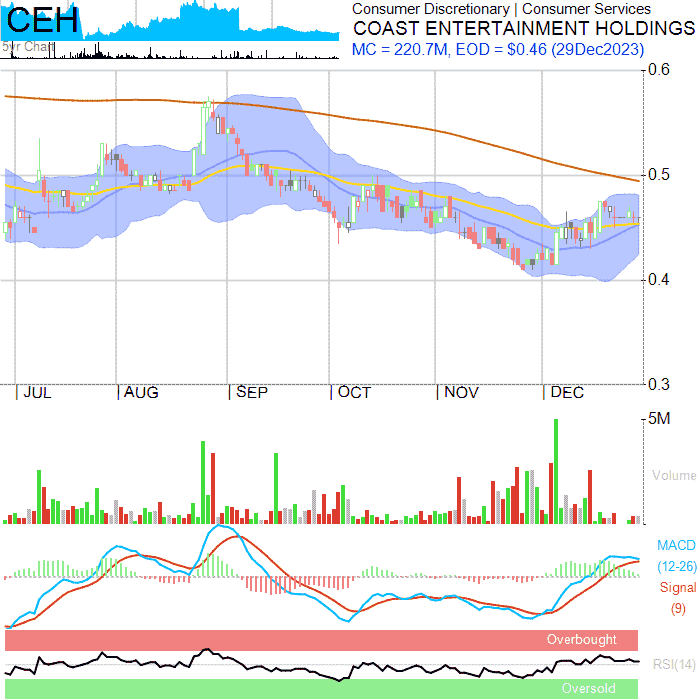 CEH
5yr Chart
Consumer Discretionary | Consumer Services
COAST ENTERTAINMENT HOLDINGS
MC = 220.7M, EOD = $0.46 (29Dec2023)
0.6
0.5
0.4
0.3
JUL
AUG
SEP
OCT
NOV
DEC
5M
Volume
MACD
(12-26)
Signal
(9)
Overbought
RSI(14)
Oversold